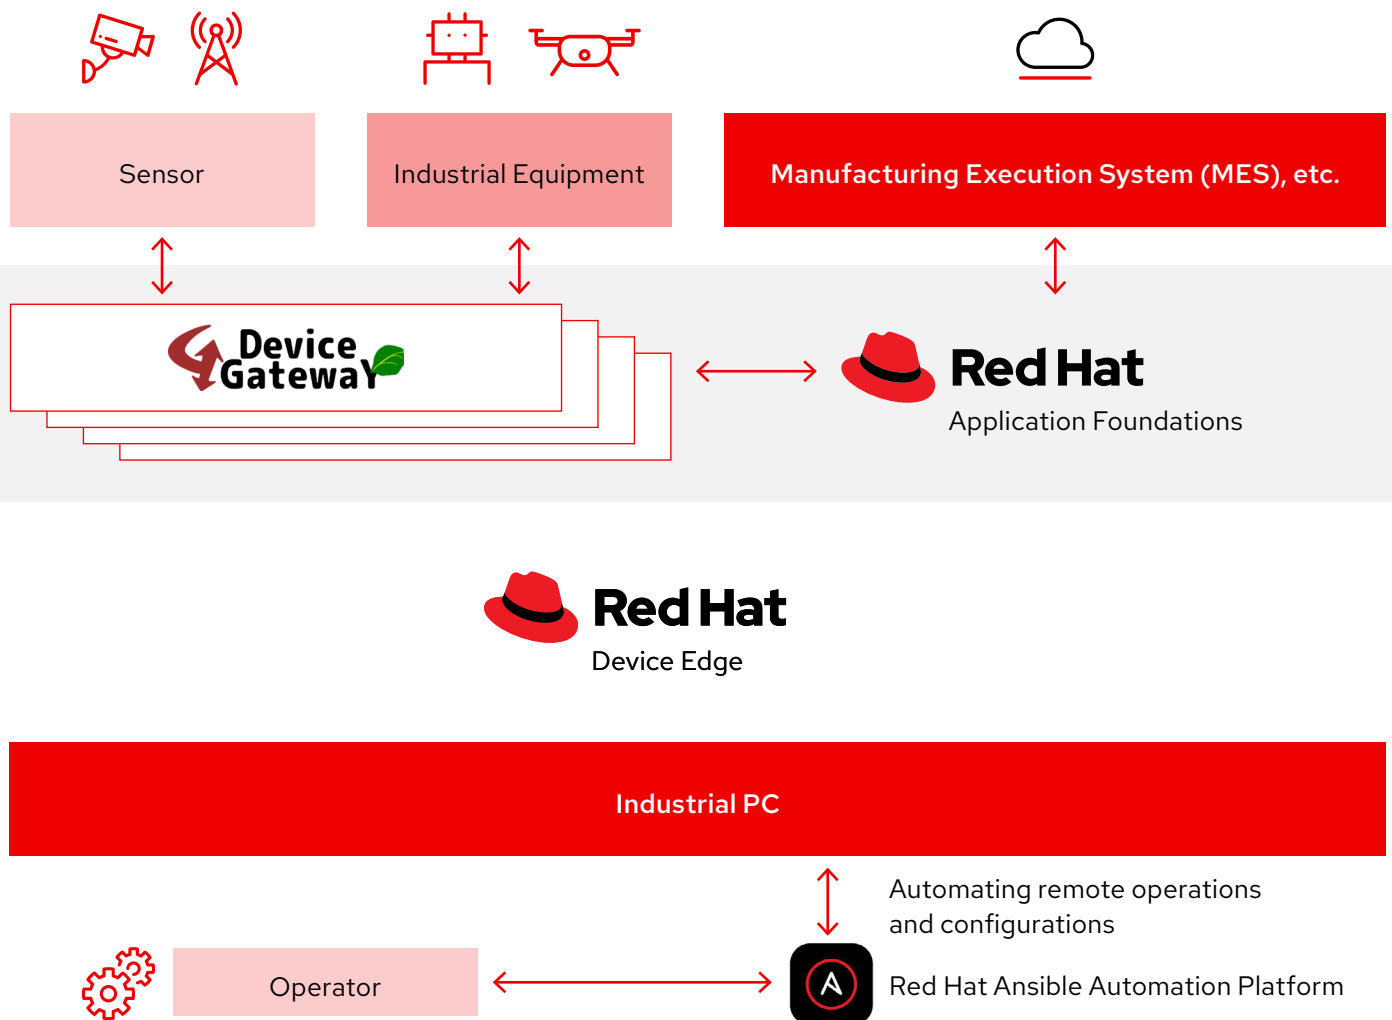 Sensor
Industrial Equipment
Manufacturing Execution System (MES), etc.
Device
GatewaY
Red Hat
Application Foundations
Red Hat
Device Edge
Industrial PC
Automating remote operations
and configurations
Operator
Red Hat Ansible Automation Platform